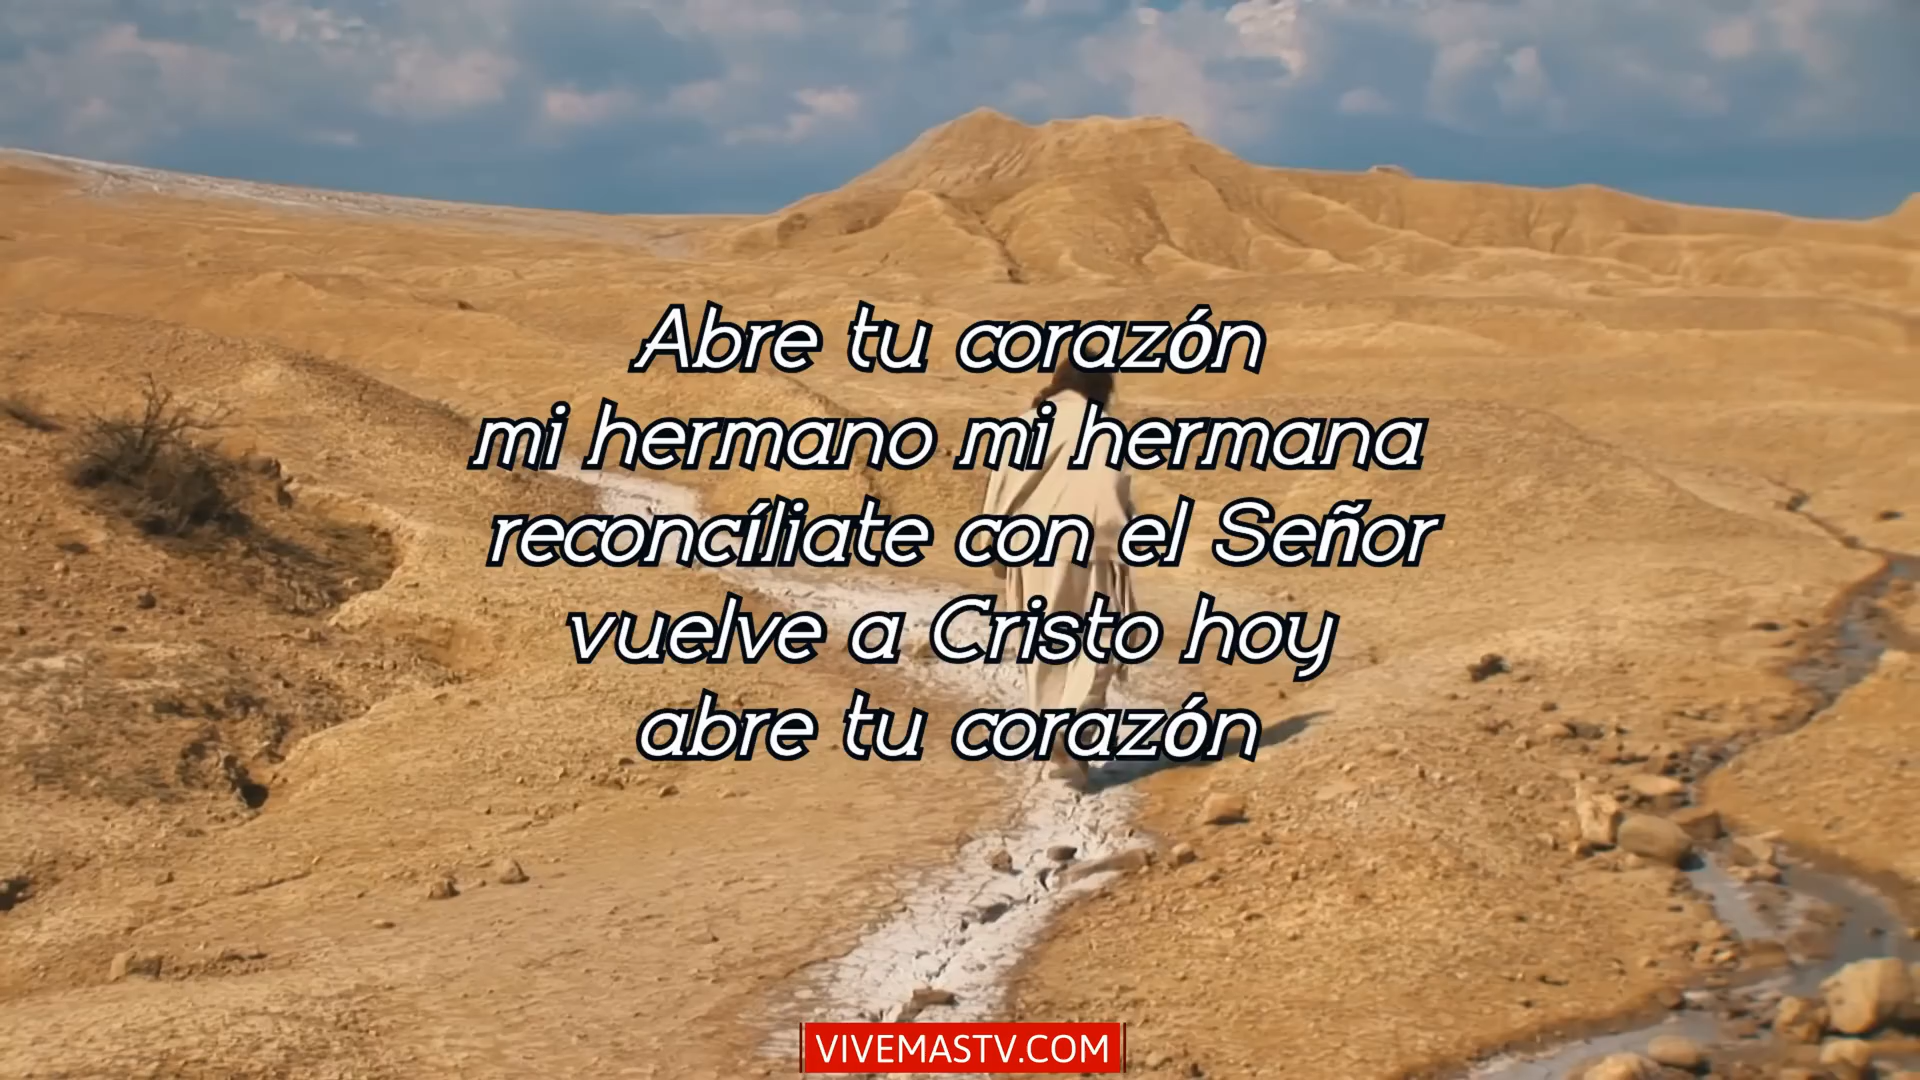 Abre tu corazón
mi hermano mi hermana
reconcíliate con el Señor
vuelve a Cristo hoy
abre tu corazón
VIVEMASTV.COM